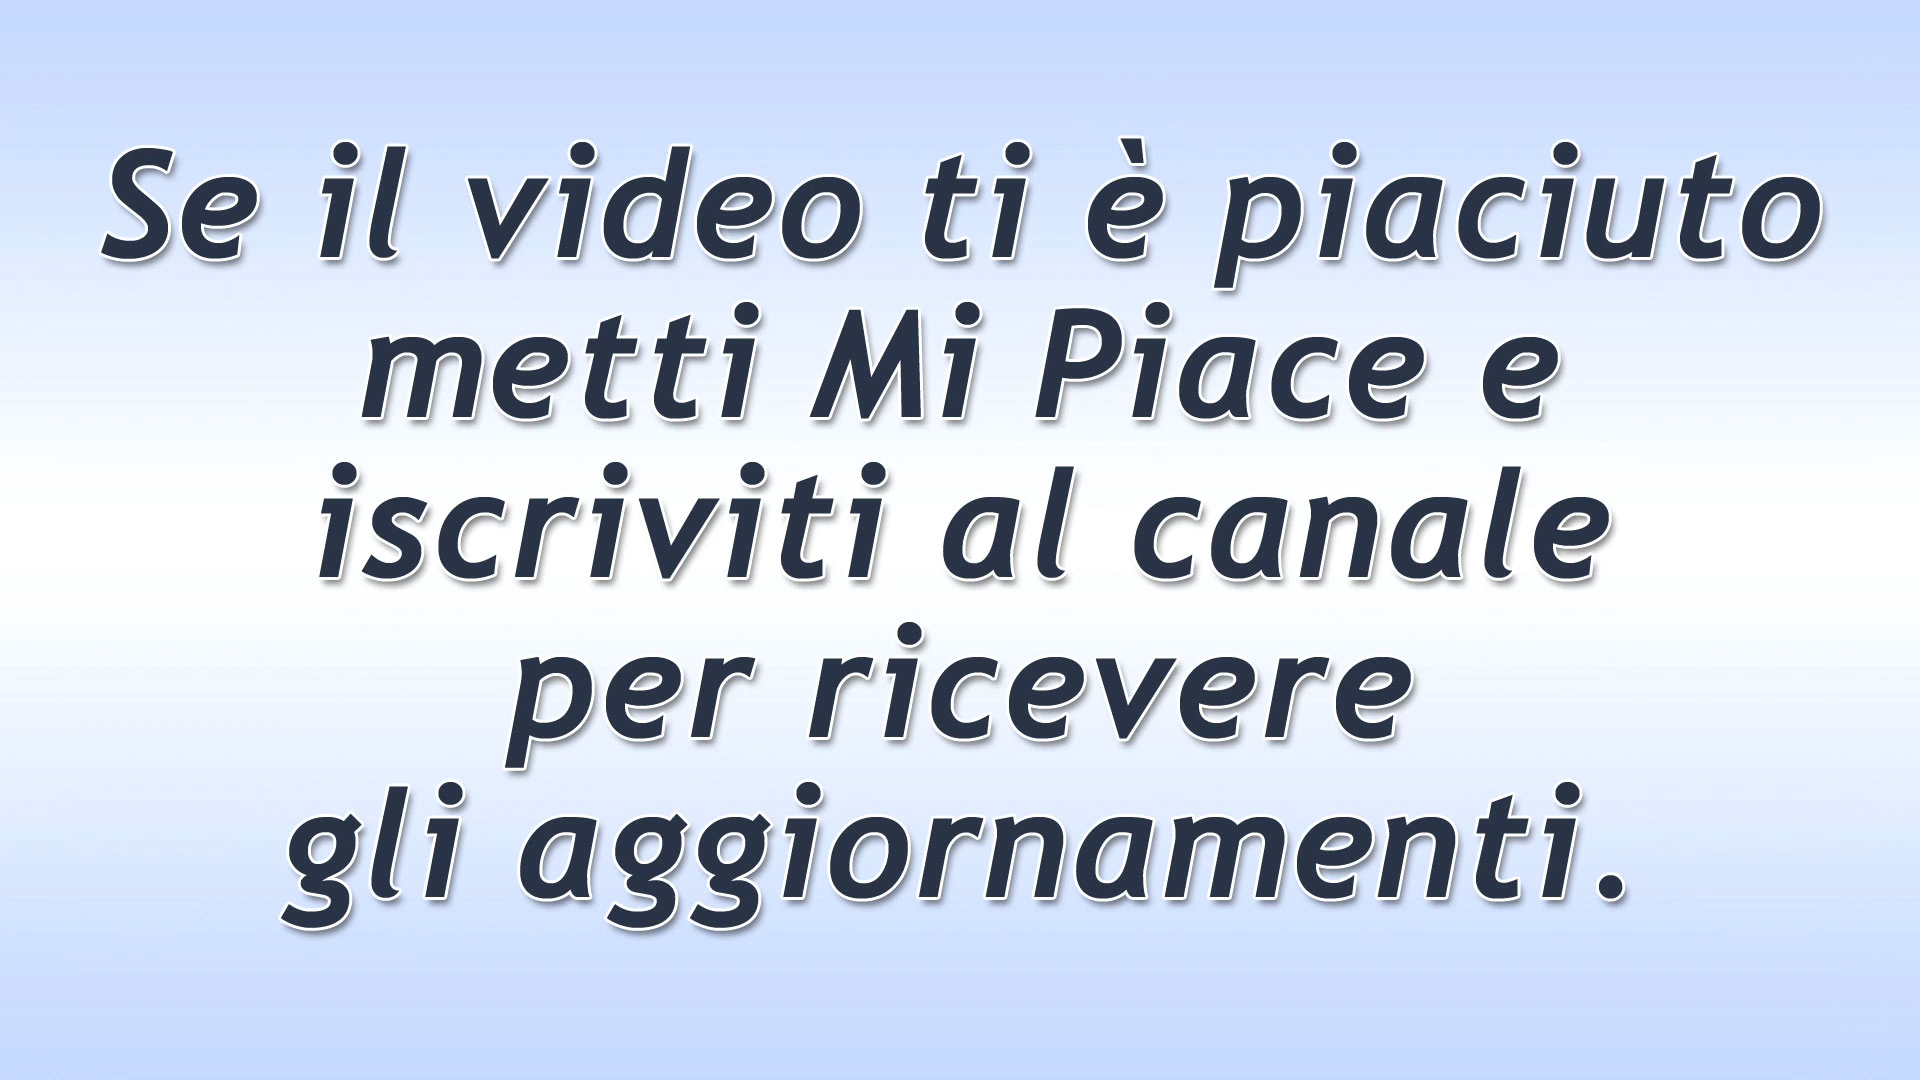 Se il video ti è piaciuto
metti Mi Piace e
iscriviti al canale
per ricevere
gli aggiornamenti.